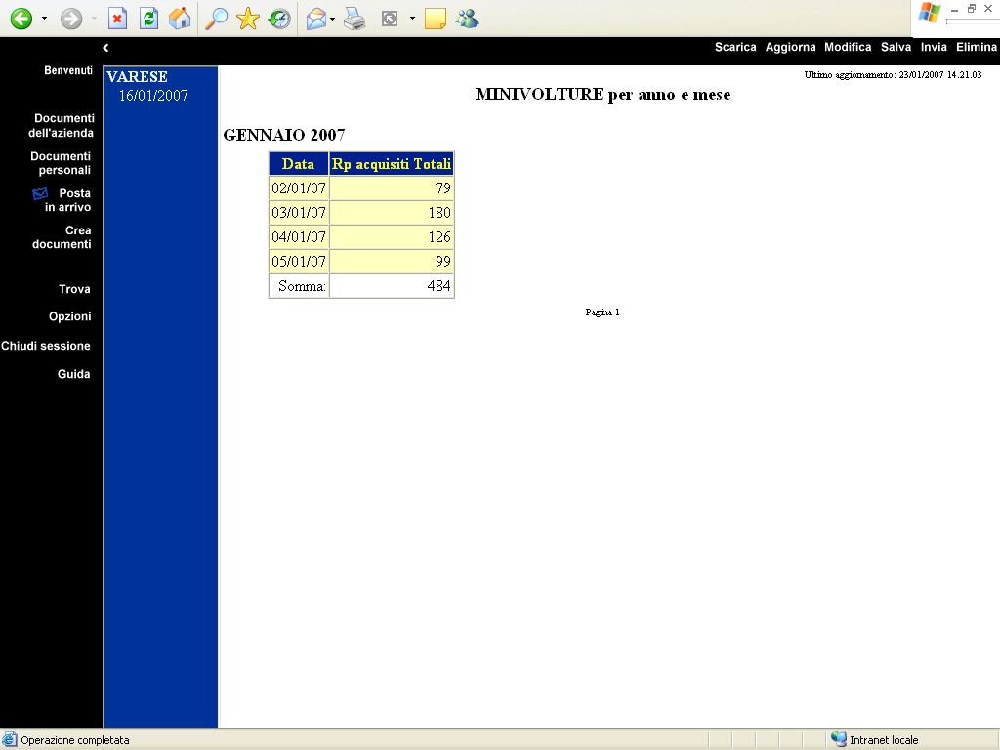 Scarica Aggiorna Modifica Salva Invia Elimina
Benvenuti
Documenti
dell'azienda
Documenti
personali
Posta
in arrivo
Crea
documenti
Trova
Opzioni
Chiudi sessione
Guida
VARESE
16/01/2007
Ultimo aggiornamento: 23/01/2007 14.21.03
MINIVOLTURE per anno e mese
GENNAIO 2007
Data Rp acquisiti Totali
02/01/07 79
03/01/07 180
04/01/07 126
05/01/07 99
Somma: 484
Pagina 1
Operazione completata Intranet locale